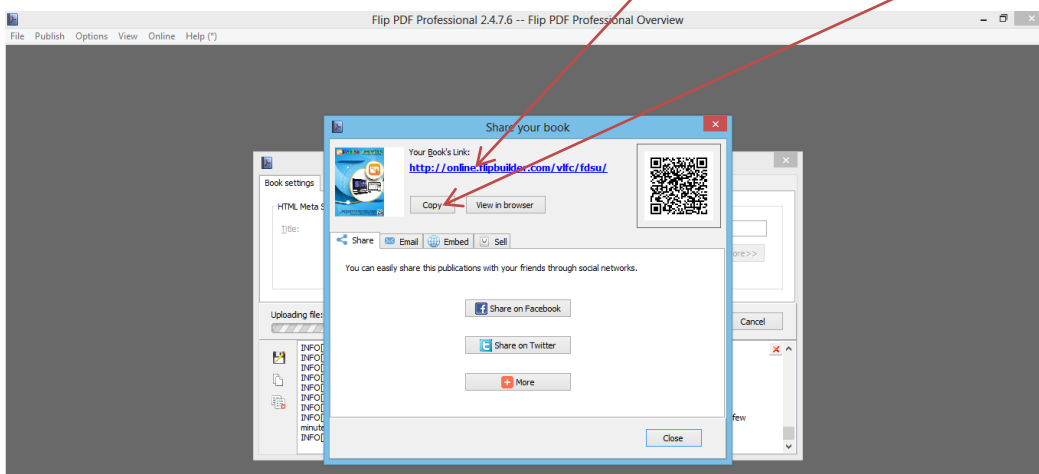 Flip PDF Professional 2.4.7.6 -- Flip PDF Professional Overview
File Publish Options View Online Help (*)
Share your book
Your Book's Link:
http://online.flipbuilder.com/vlfc/fdsu/
Copy View in browser
Book settings
HTML Meta S
Title:
ore>>
Share Email Embed Sell
You can easily share this publications with your friends through social networks.
Share on Facebook
Uploading file:
Cancel
Share on Twitter
INFO[
INFO[
INFO[
INFO[
INFO[
INFO[
INFO[
INFO[
few
minute
INFO[
More
Close